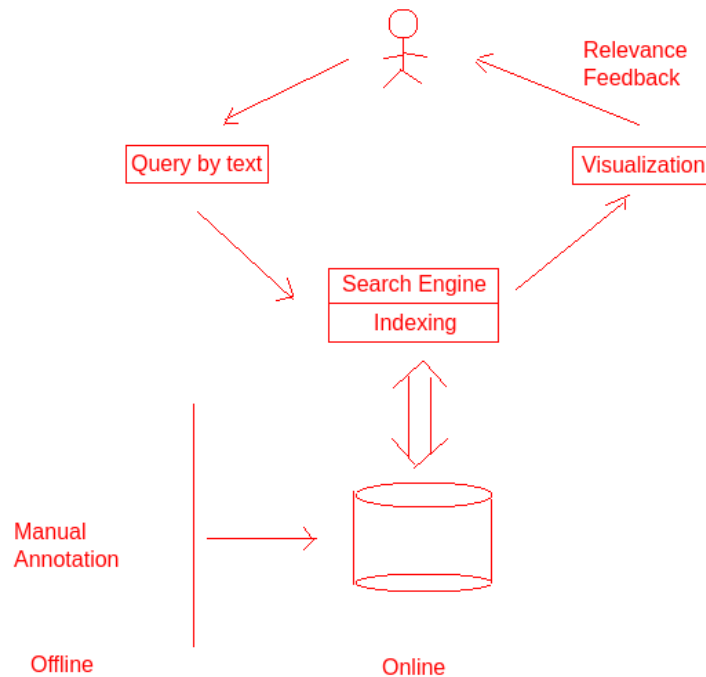 Relevance
Feedback
Query by text
Visualization
Search Engine
Indexing
Manual
Annotation
Offline
Online